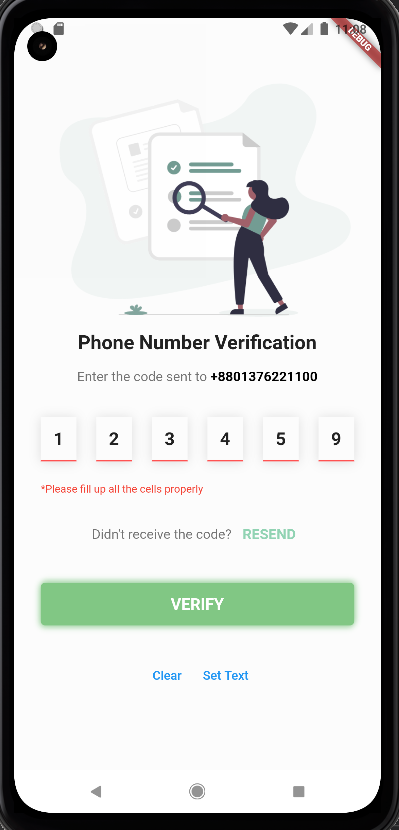 11:08
DEBUG
Phone Number Verification
Enter the code sent to +8801376221100
1 2 3 4 5 9
*Please fill up all the cells properly
Didn't receive the code? RESEND
VERIFY
Clear Set Text